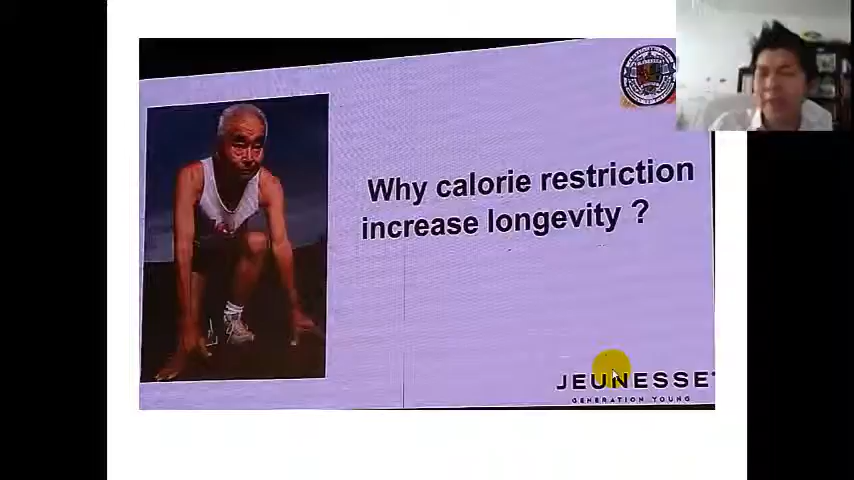 Why calorie restriction
increase longevity ?
JEUNESSE
GENERATION YOUNG